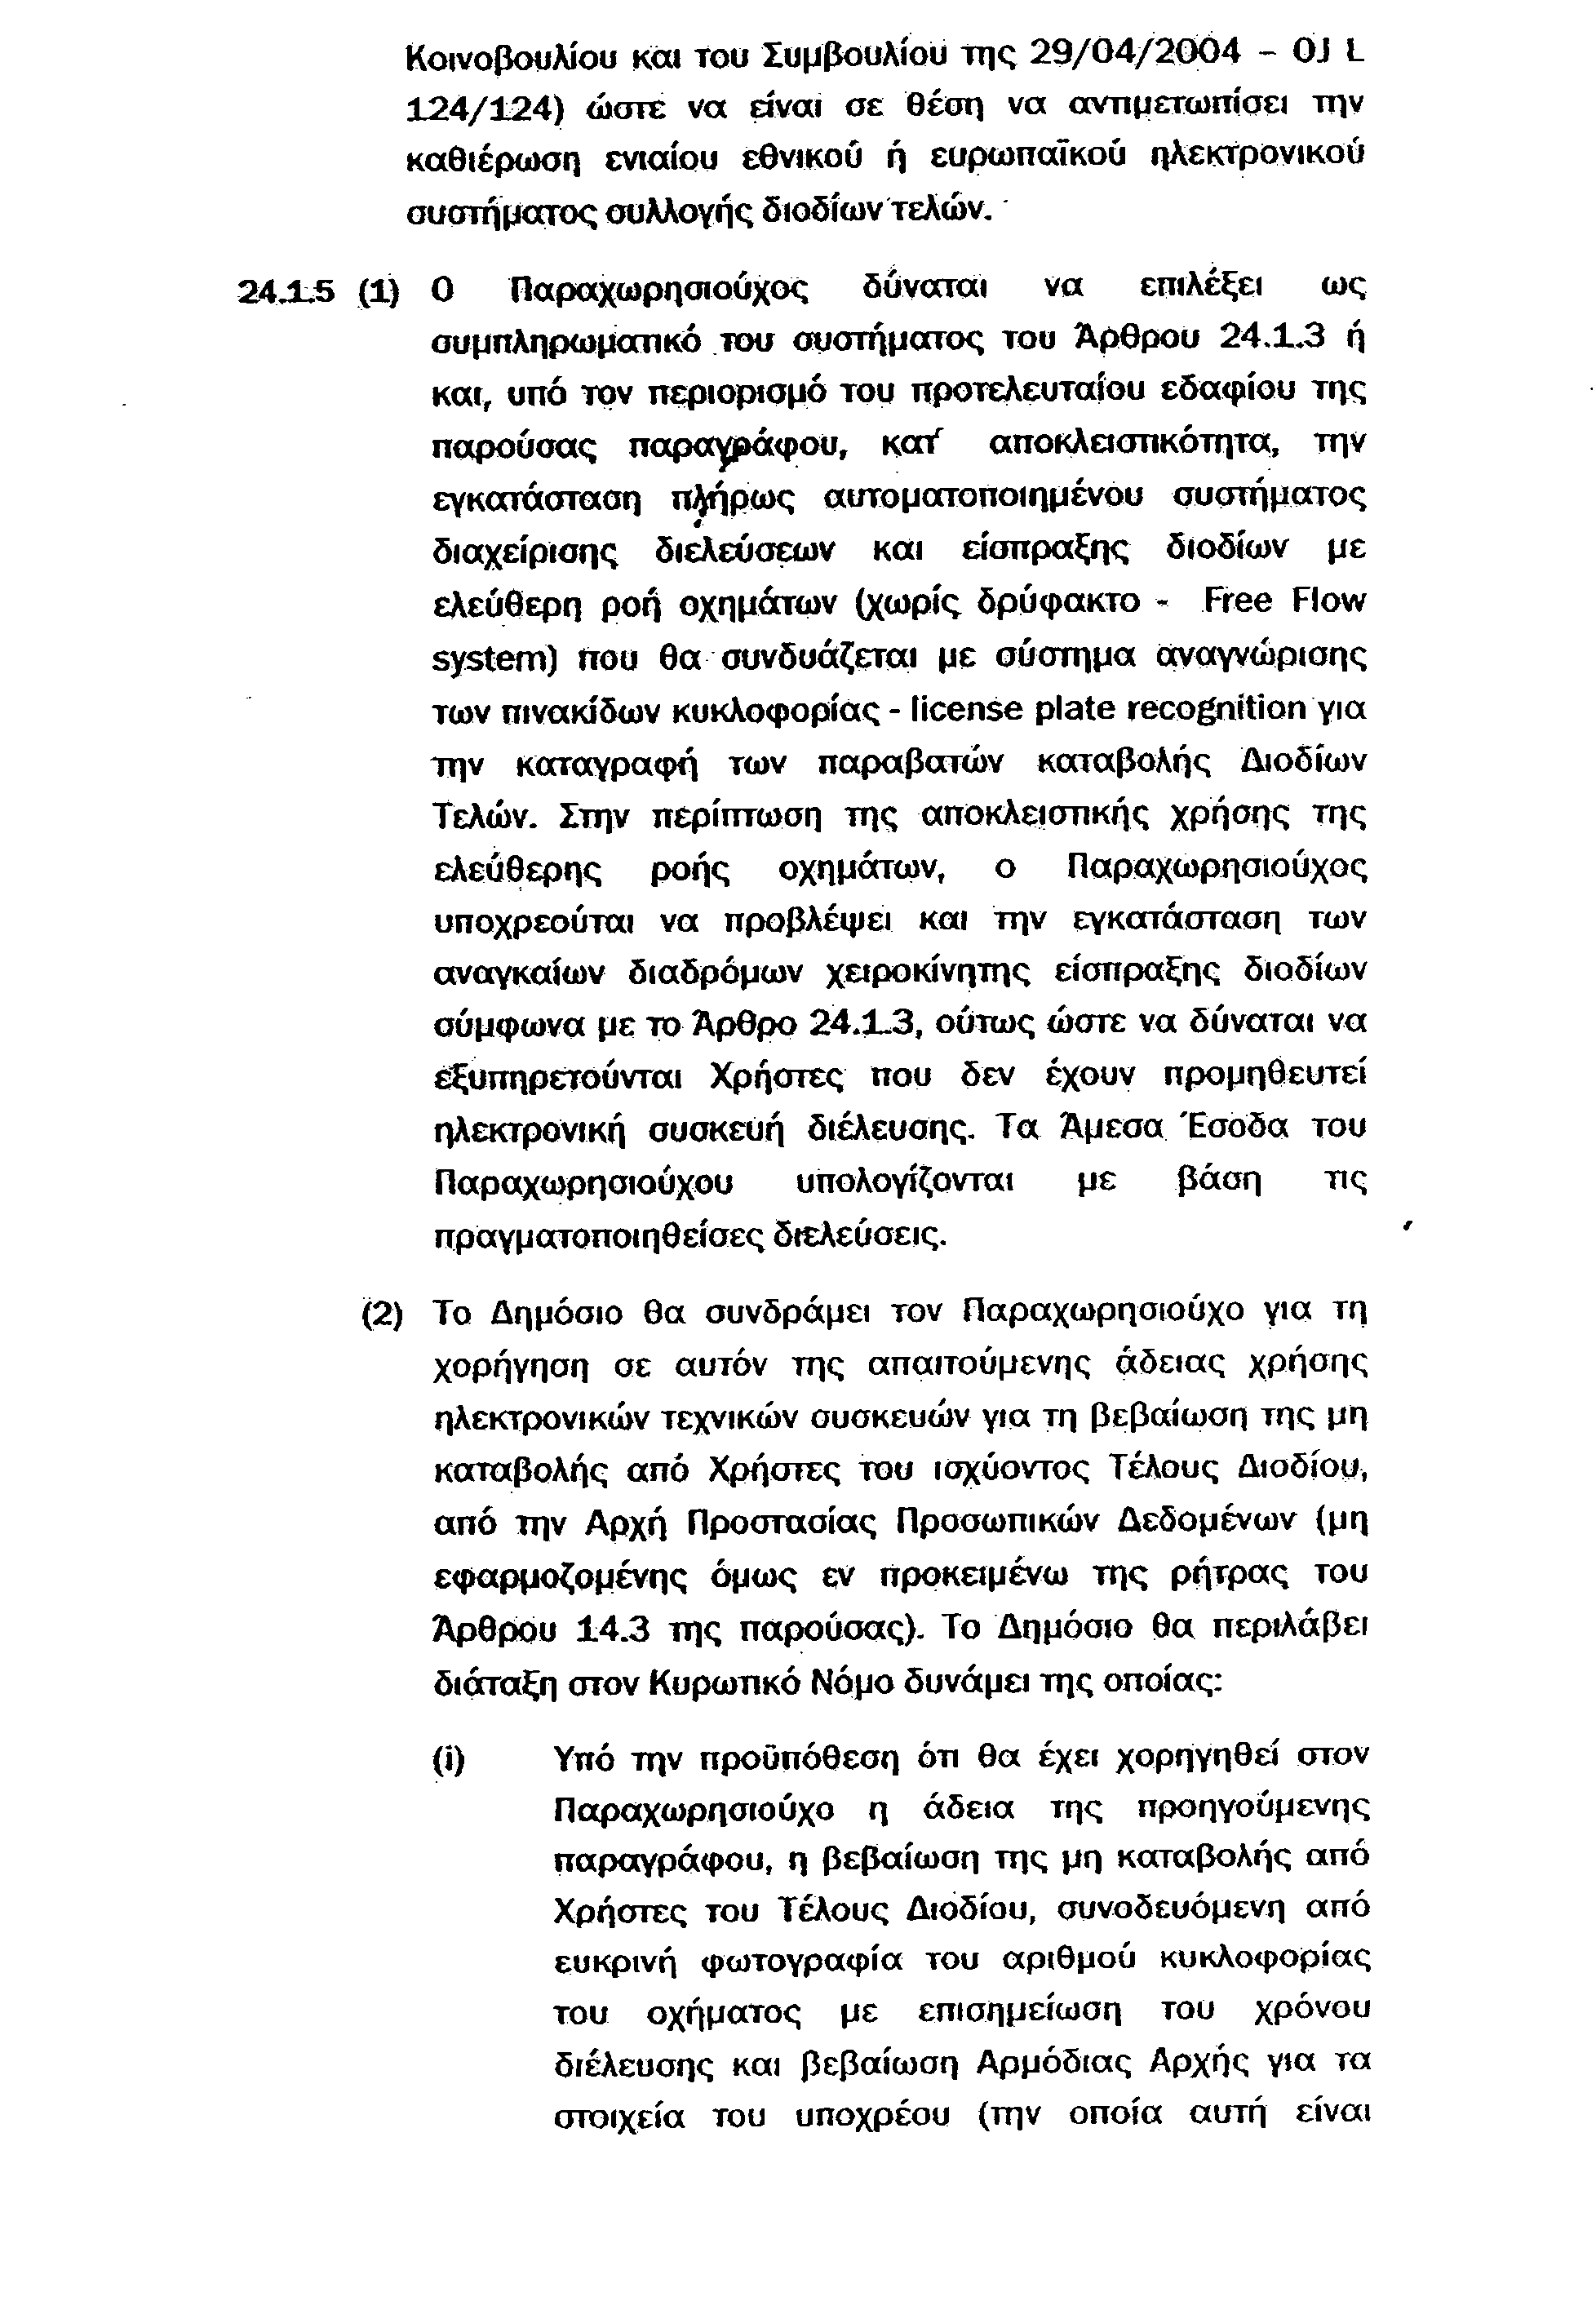 Κοινοβουλίου και του Συμβουλίου της 29/04/2004 – OJ L
124/124) ώστε να είναι σε θέση να αντιμετωπίσει την
καθιέρωση ενιαίου εθνικού ή ευρωπαϊκού ηλεκτρονικού
συστήματος συλλογής διοδίων τελών.
24.1.5 (1) Ο Παραχωρησιούχος δύναται να επιλέξει ως
συμπληρωματικό του συστήματος του Άρθρου 24.1.3 ή
και, υπό τον περιορισμό του προτελευταίου εδαφίου της
παρούσας παραγράφου, κατ' αποκλειστικότητα, την
εγκατάσταση πλήρως αυτοματοποιημένου συστήματος
διαχείρισης διελεύσεων και είσπραξης διοδίων με
ελεύθερη ροή οχημάτων (χωρίς δρύφακτο - Free Flow
system) που θα συνδυάζεται με σύστημα αναγνώρισης
των πινακίδων κυκλοφορίας - license plate recognition για
την καταγραφή των παραβατών καταβολής Διοδίων
Τελών. Στην περίπτωση της αποκλειστικής χρήσης της
ελεύθερης ροής οχημάτων, ο Παραχωρησιούχος
υποχρεούται να προβλέψει και την εγκατάσταση των
αναγκαίων διαδρόμων χειροκίνητης είσπραξης διοδίων
σύμφωνα με το Άρθρο 24.1.3, ούτως ώστε να δύναται να
εξυπηρετούνται Χρήστες που δεν έχουν προμηθευτεί
ηλεκτρονική συσκευή διέλευσης. Τα Άμεσα Έσοδα του
Παραχωρησιούχου υπολογίζονται με βάση τις
πραγματοποιηθείσες διελεύσεις.
(2) Το Δημόσιο θα συνδράμει τον Παραχωρησιούχο για τη
χορήγηση σε αυτόν της απαιτούμενης άδειας χρήσης
ηλεκτρονικών τεχνικών συσκευών για τη βεβαίωση της μη
καταβολής από Χρήστες του ισχύοντος Τέλους Διοδίου,
από την Αρχή Προστασίας Προσωπικών Δεδομένων (μη
εφαρμοζομένης όμως εν προκειμένω της ρήτρας του
Άρθρου 14.3 της παρούσας). Το Δημόσιο θα περιλάβει
διάταξη στον Κυρωτικό Νόμο δυνάμει της οποίας:
(i) Υπό την προϋπόθεση ότι θα έχει χορηγηθεί στον
Παραχωρησιούχο η άδεια της προηγούμενης
παραγράφου, η βεβαίωση της μη καταβολής από
Χρήστες του Τέλους Διοδίου, συνοδευόμενη από
ευκρινή φωτογραφία του αριθμού κυκλοφορίας
του οχήματος με επισημείωση του χρόνου
διέλευσης και βεβαίωση Αρμόδιας Αρχής για τα
στοιχεία του υποχρέου (την οποία αυτή είναι